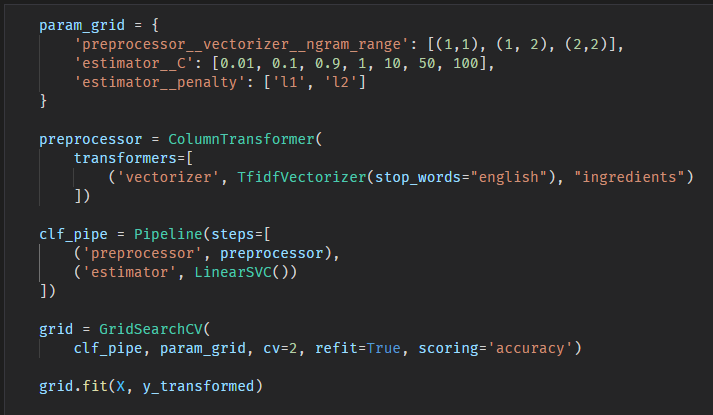 param_grid = {
    'preprocessor__vectorizer__ngram_range': [(1,1), (1, 2), (2,2)],
    'estimator__C': [0.01, 0.1, 0.9, 1, 10, 50, 100],
    'estimator__penalty': ['l1', 'l2']
}

preprocessor = ColumnTransformer(
    transformers=[
        ('vectorizer', TfidfVectorizer(stop_words="english"), "ingredients")
    ])

clf_pipe = Pipeline(steps=[
    ('preprocessor', preprocessor),
    ('estimator', LinearSVC())
])

grid = GridSearchCV(
    clf_pipe, param_grid, cv=2, refit=True, scoring='accuracy')

grid.fit(X, y_transformed)